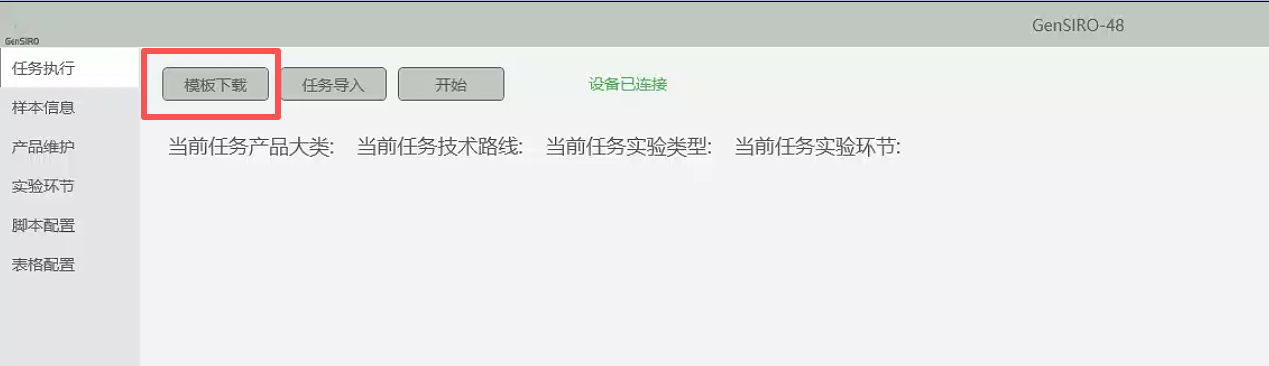 GenSIRO-48
GenSIRO
任务执行
样本信息
产品维护
实验环节
脚本配置
表格配置
模板下载 任务导入 开始 设备已连接
当前任务产品大类: 当前任务技术路线: 当前任务实验类型: 当前任务实验环节: